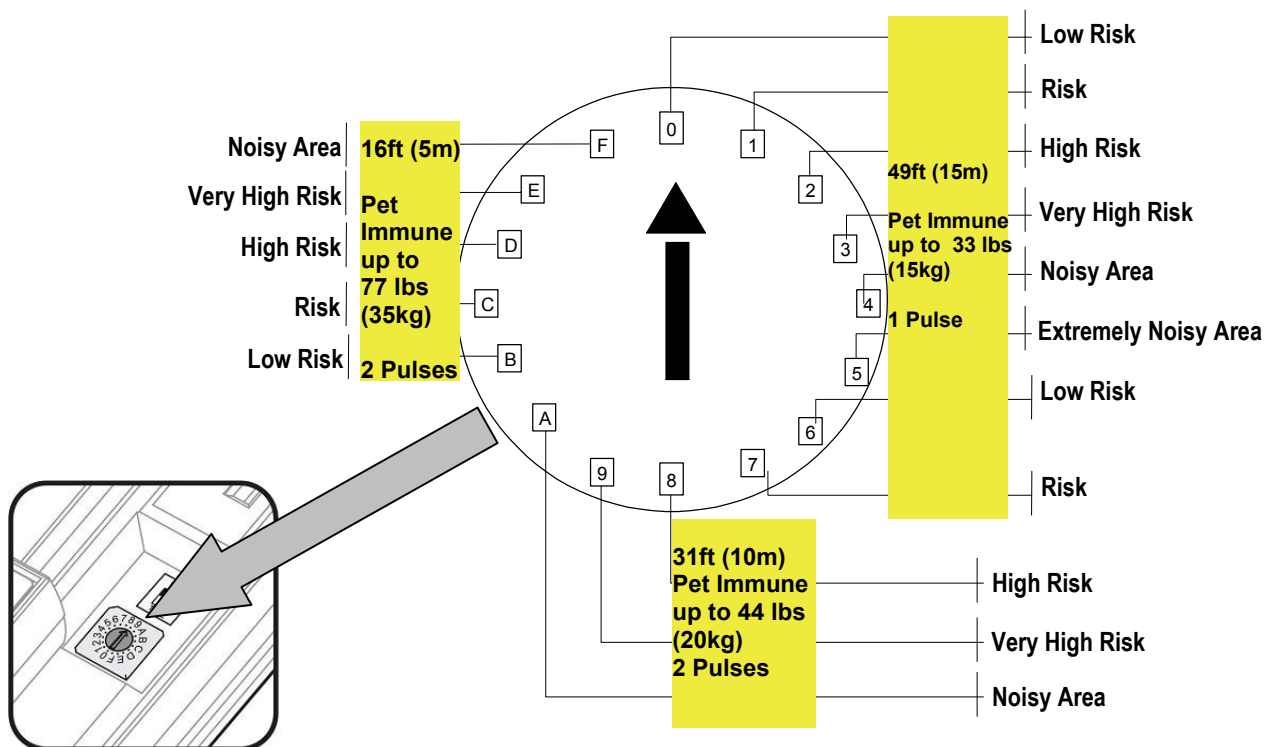 Low Risk
Risk
High Risk
Very High Risk
Noisy Area
Extremely Noisy Area
Low Risk
Risk
49ft (15m)
Pet Immune
up to 33 lbs
(15kg)
1 Pulse
Noisy Area
Very High Risk
High Risk
Risk
Low Risk
16ft (5m)
Pet
Immune
up to
77 lbs
(35kg)
2 Pulses
0
1
2
3
4
5
6
7
8
9
A
B
C
D
E
F
31ft (10m)
Pet Immune
up to 44 lbs
(20kg)
2 Pulses
High Risk
Very High Risk
Noisy Area
0123456789ABCDEF